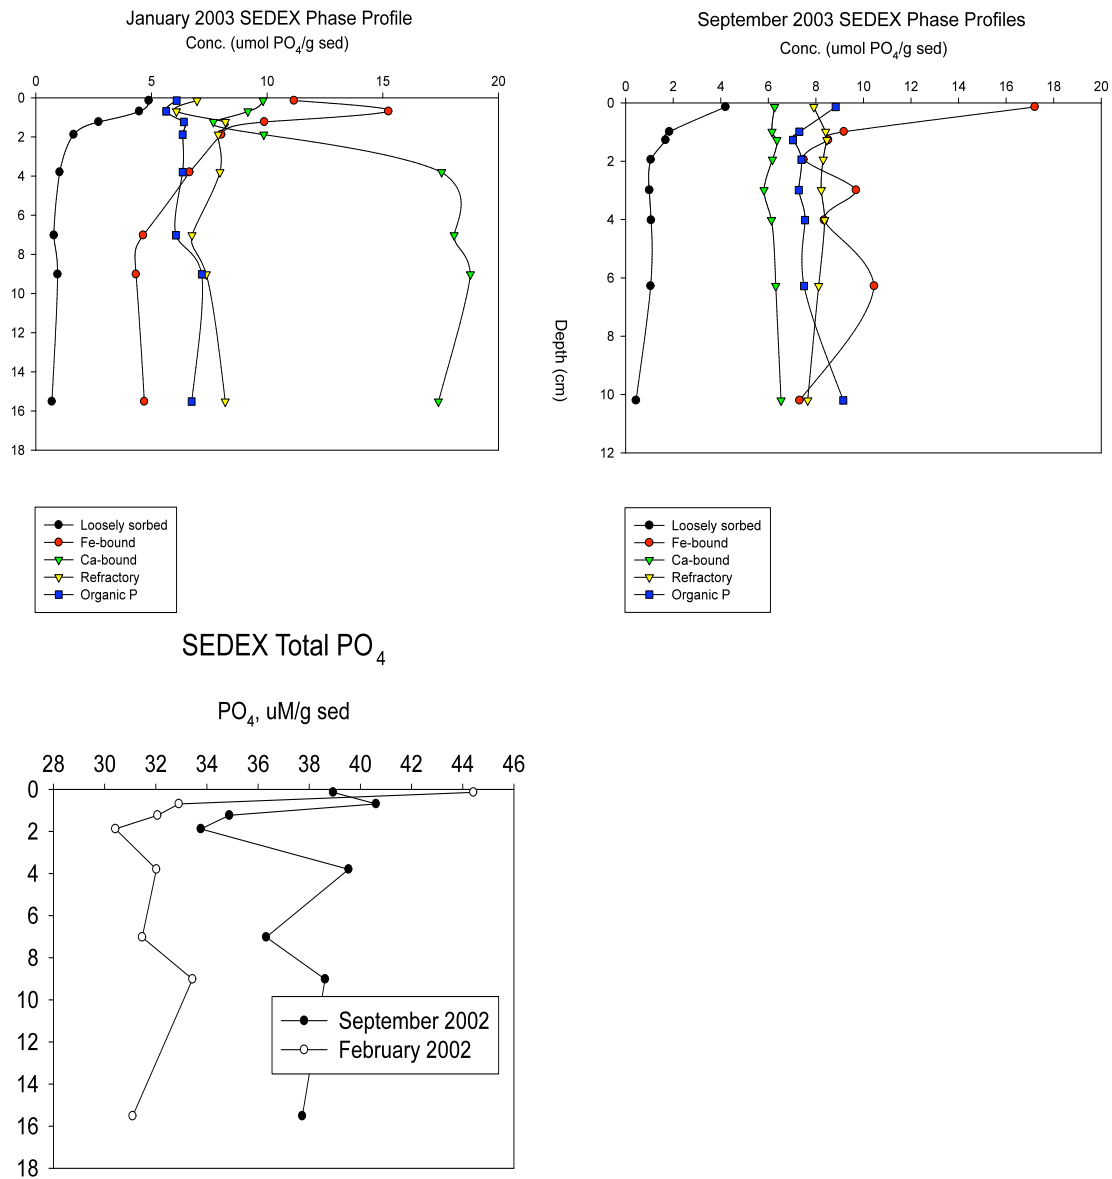 January 2003 SEDEX Phase Profile
Conc. (umol PO4/g sed)
0 5 10 15 20
0
2
4
6
8
10
12
14
16
18
Loosely sorbed
Fe-bound
Ca-bound
Refractory
Organic P
September 2003 SEDEX Phase Profiles
Conc. (umol PO4/g sed)
0 2 4 6 8 10 12 14 16 18 20
Depth (cm)
0
2
4
6
8
10
12
Loosely sorbed
Fe-bound
Ca-bound
Refractory
Organic P
SEDEX Total PO4
PO4, uM/g sed
28 30 32 34 36 38 40 42 44 46
0
2
4
6
8
10
12
14
16
18
September 2002
February 2002